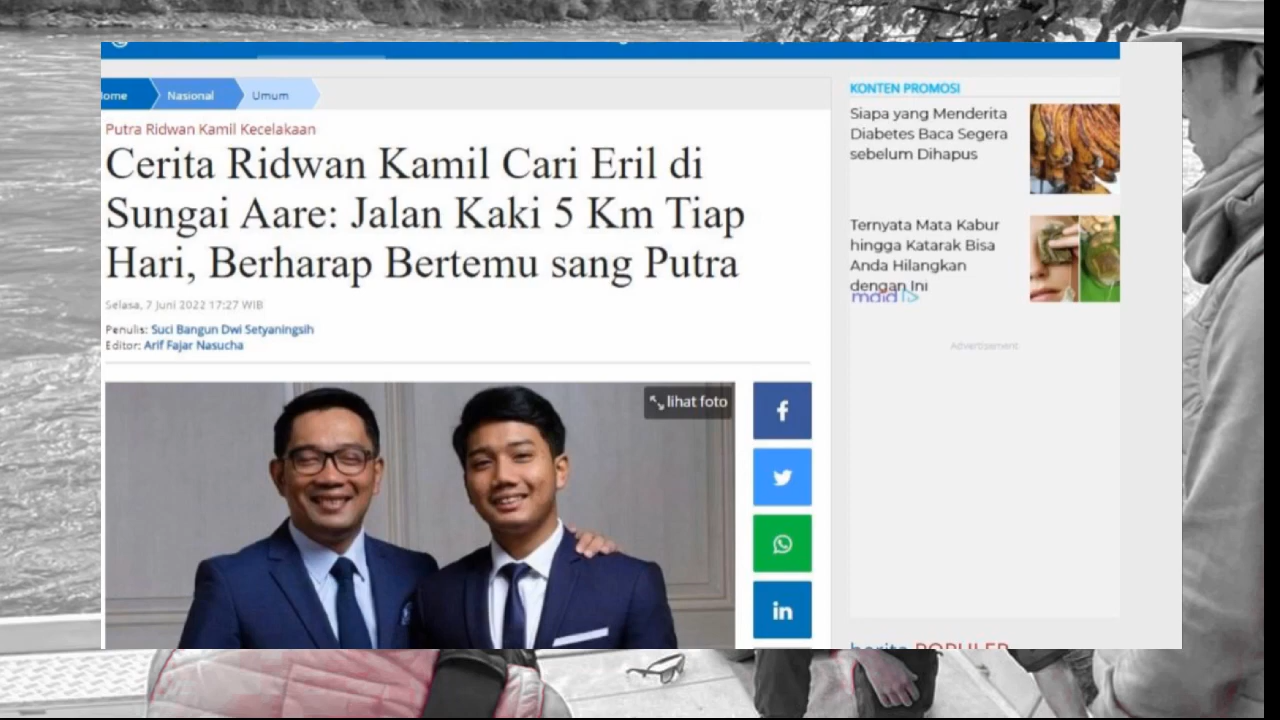 Nasional
Umum
Putra Ridwan Kamil Kecelakaan
Cerita Ridwan Kamil Cari Eril di
Sungai Aare: Jalan Kaki 5 Km Tiap
Hari, Berharap Bertemu sang Putra
Selasa, 7 Juni 2022 17:27 WIB
Penulis: Suci Bangun Dwi Setyaningsih
Editor: Arif Fajar Nasucha
lihat foto
KONTEN PROMOSI
Siapa yang Menderita
Diabetes Baca Segera
sebelum Dihapus
Ternyata Mata Kabur
hingga Katarak Bisa
Anda Hilangkan
dengan Ini
Advertisement